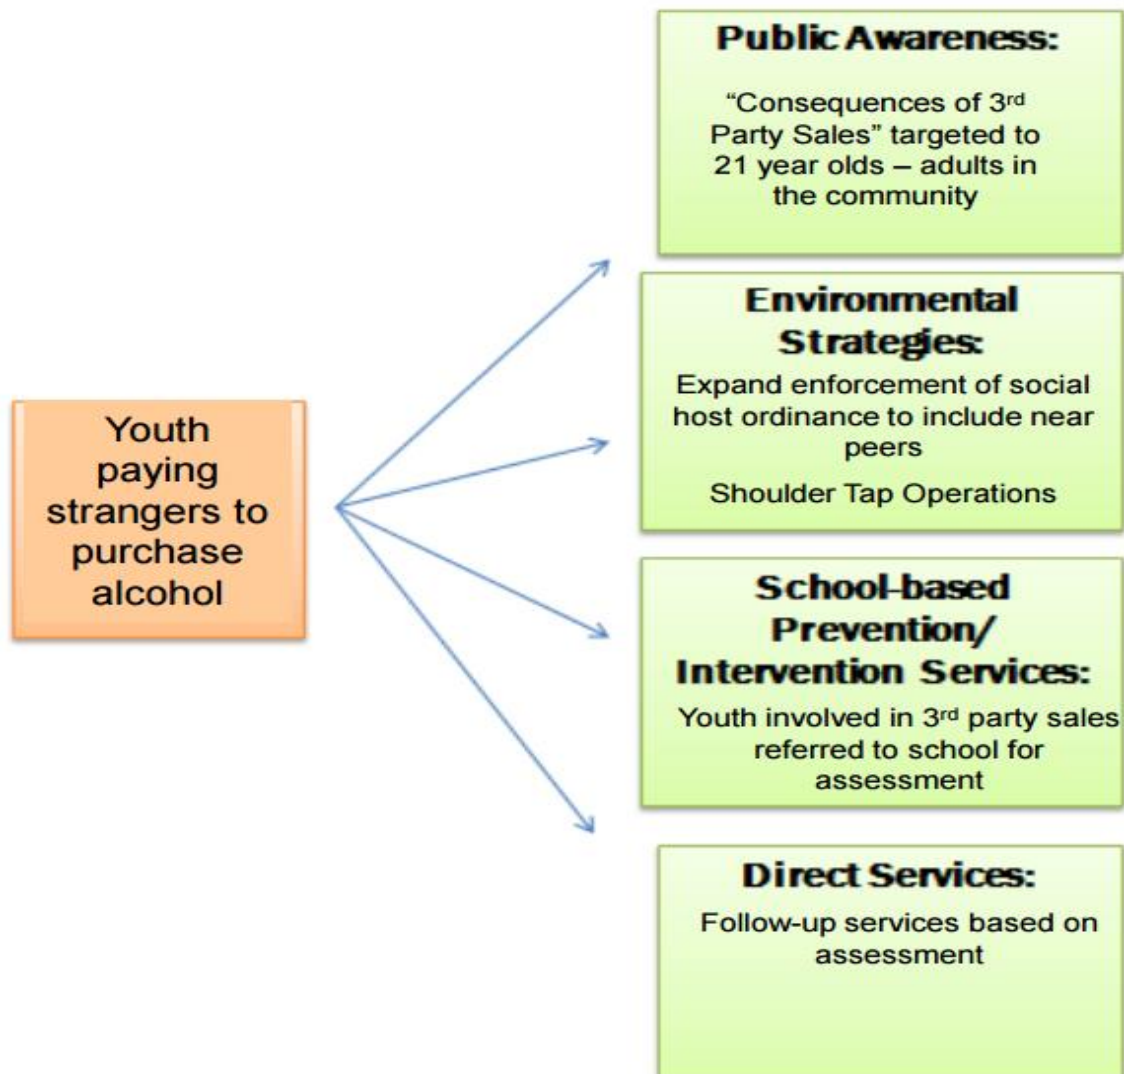 Public Awareness:
“Consequences of 3rd
Party Sales” targeted to
21 year olds – adults in
the community
Environmental
Strategies:
Expand enforcement of social
host ordinance to include near
peers
Shoulder Tap Operations
Youth
paying
strangers to
purchase
alcohol
School-based
Prevention/
Intervention Services:
Youth involved in 3rd party sales
referred to school for
assessment
Direct Services:
Follow-up services based on
assessment